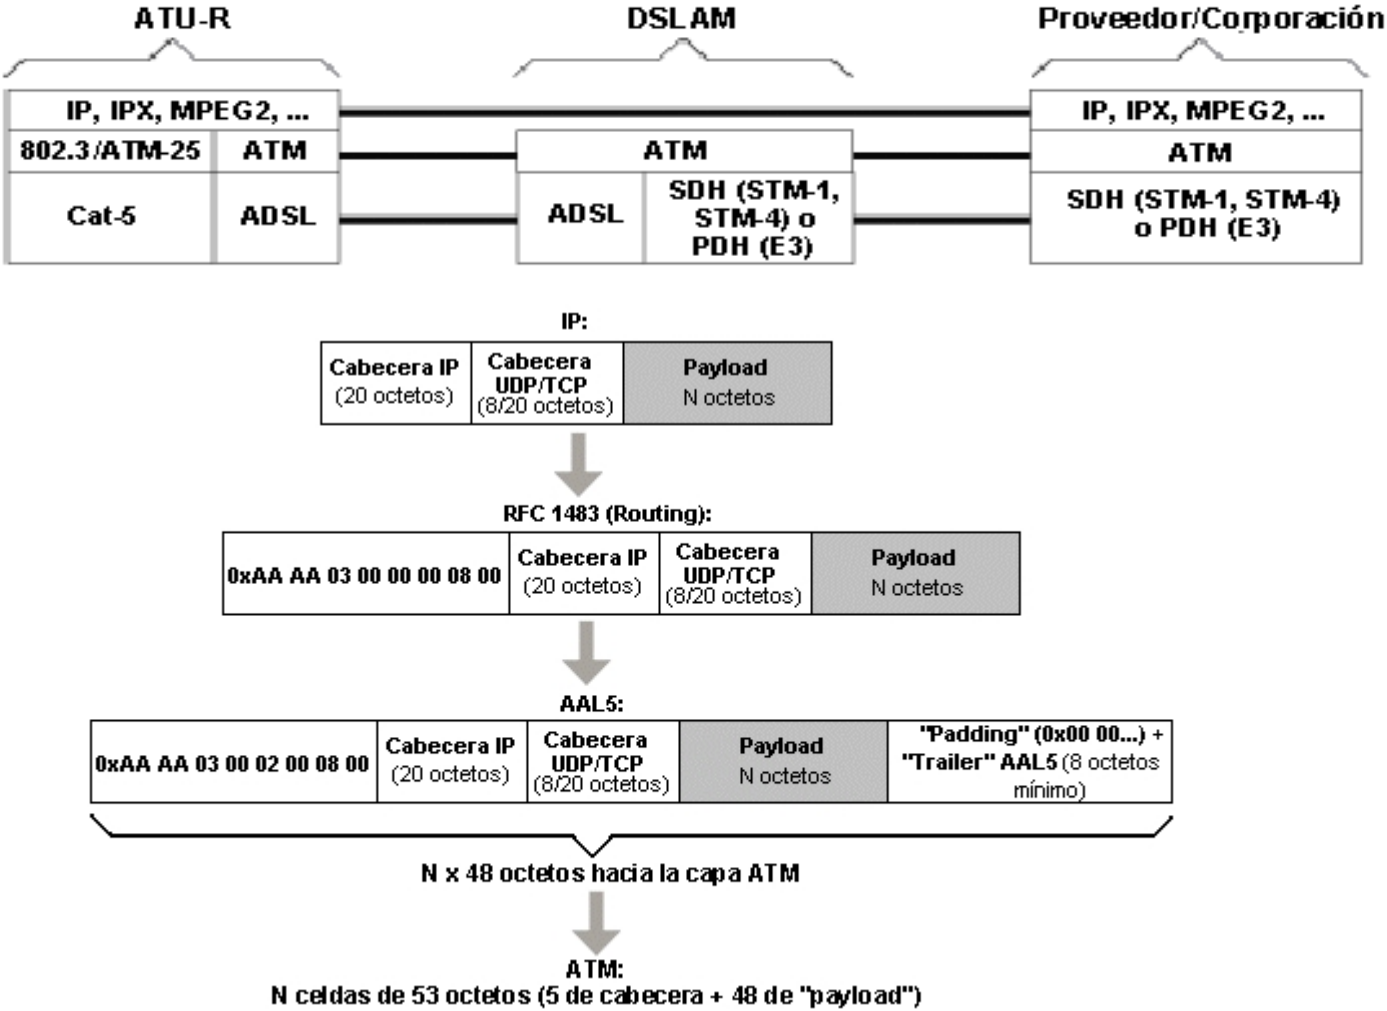 ATU-R
DSLAM
Proveedor/Corporación
IP, IPX, MPEG2, ...
IP, IPX, MPEG2, ...
802.3/ATM-25
ATM
ATM
ATM
Cat-5
ADSL
ADSL
SDH (STM-1,
STM-4) o
PDH (E3)
SDH (STM-1, STM-4)
o PDH (E3)
IP:
Cabecera IP
(20 octetos)
Cabecera
UDP/TCP
(8/20 octetos)
Payload
N octetos
RFC 1483 (Routing):
0xAA AA 03 00 00 00 08 00
Cabecera IP
(20 octetos)
Cabecera
UDP/TCP
(8/20 octetos)
Payload
N octetos
AAL5:
0xAA AA 03 00 02 00 08 00
Cabecera IP
(20 octetos)
Cabecera
UDP/TCP
(8/20 octetos)
Payload
N octetos
"Padding" (0x00 00...) +
"Trailer" AAL5 (8 octetos
mínimo)
N x 48 octetos hacia la capa ATM
ATM:
N celdas de 53 octetos (5 de cabecera + 48 de "payload")